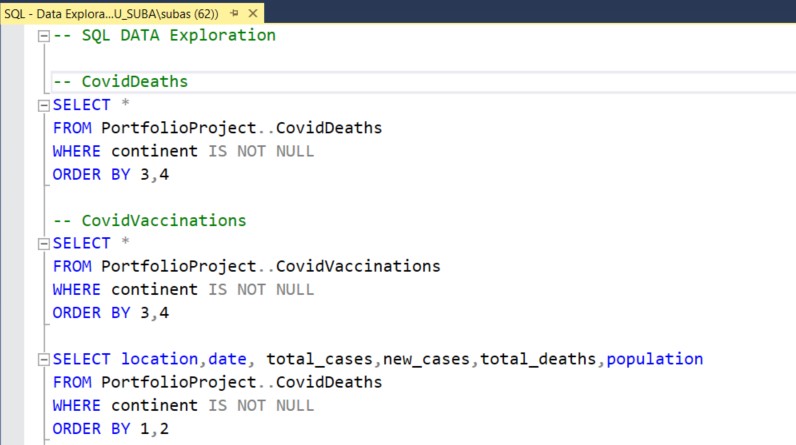 SQL - Data Explora...U_SUBA\subas (62))
-- SQL DATA Exploration
-- CovidDeaths
SELECT *
FROM PortfolioProject..CovidDeaths
WHERE continent IS NOT NULL
ORDER BY 3,4
-- CovidVaccinations
SELECT *
FROM PortfolioProject..CovidVaccinations
WHERE continent IS NOT NULL
ORDER BY 3,4
SELECT location,date, total_cases,new_cases,total_deaths,population
FROM PortfolioProject..CovidDeaths
WHERE continent IS NOT NULL
ORDER BY 1,2